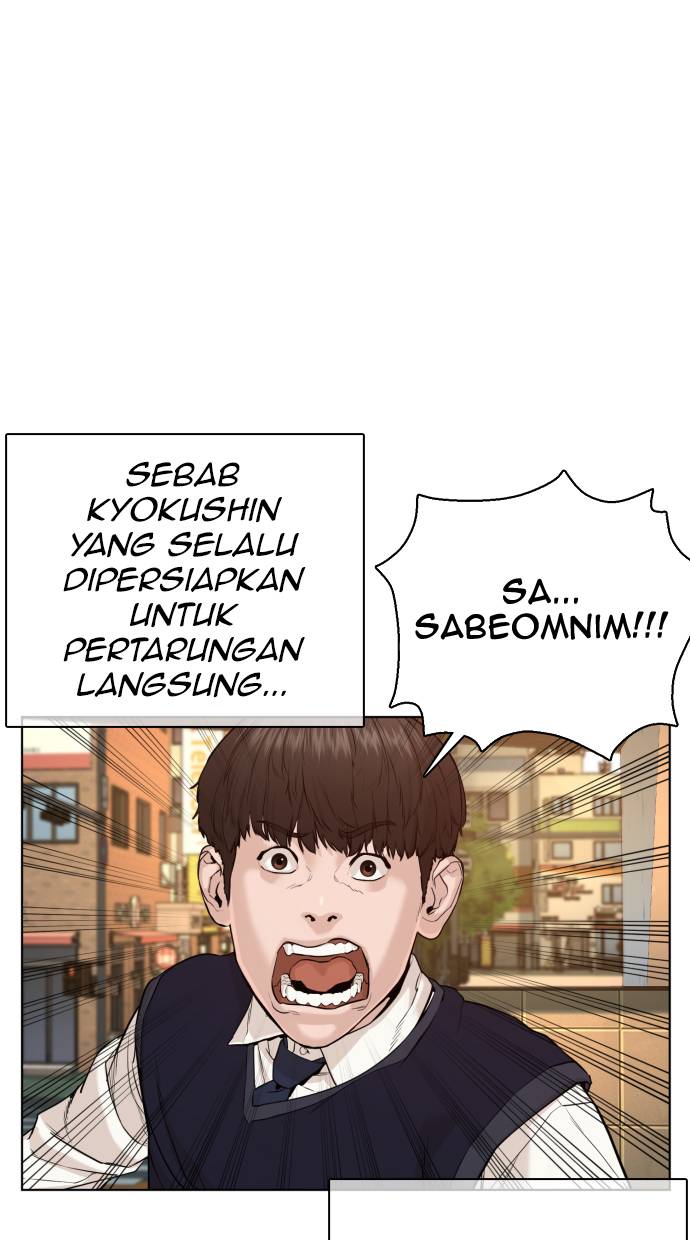 SEBAB
KYOKUSHIN
YANG SELALU
DIPERSIAPKAN
UNTUK
PERTARUNGAN
LANGSUNG...
SA...
SABEOMNIM!!!